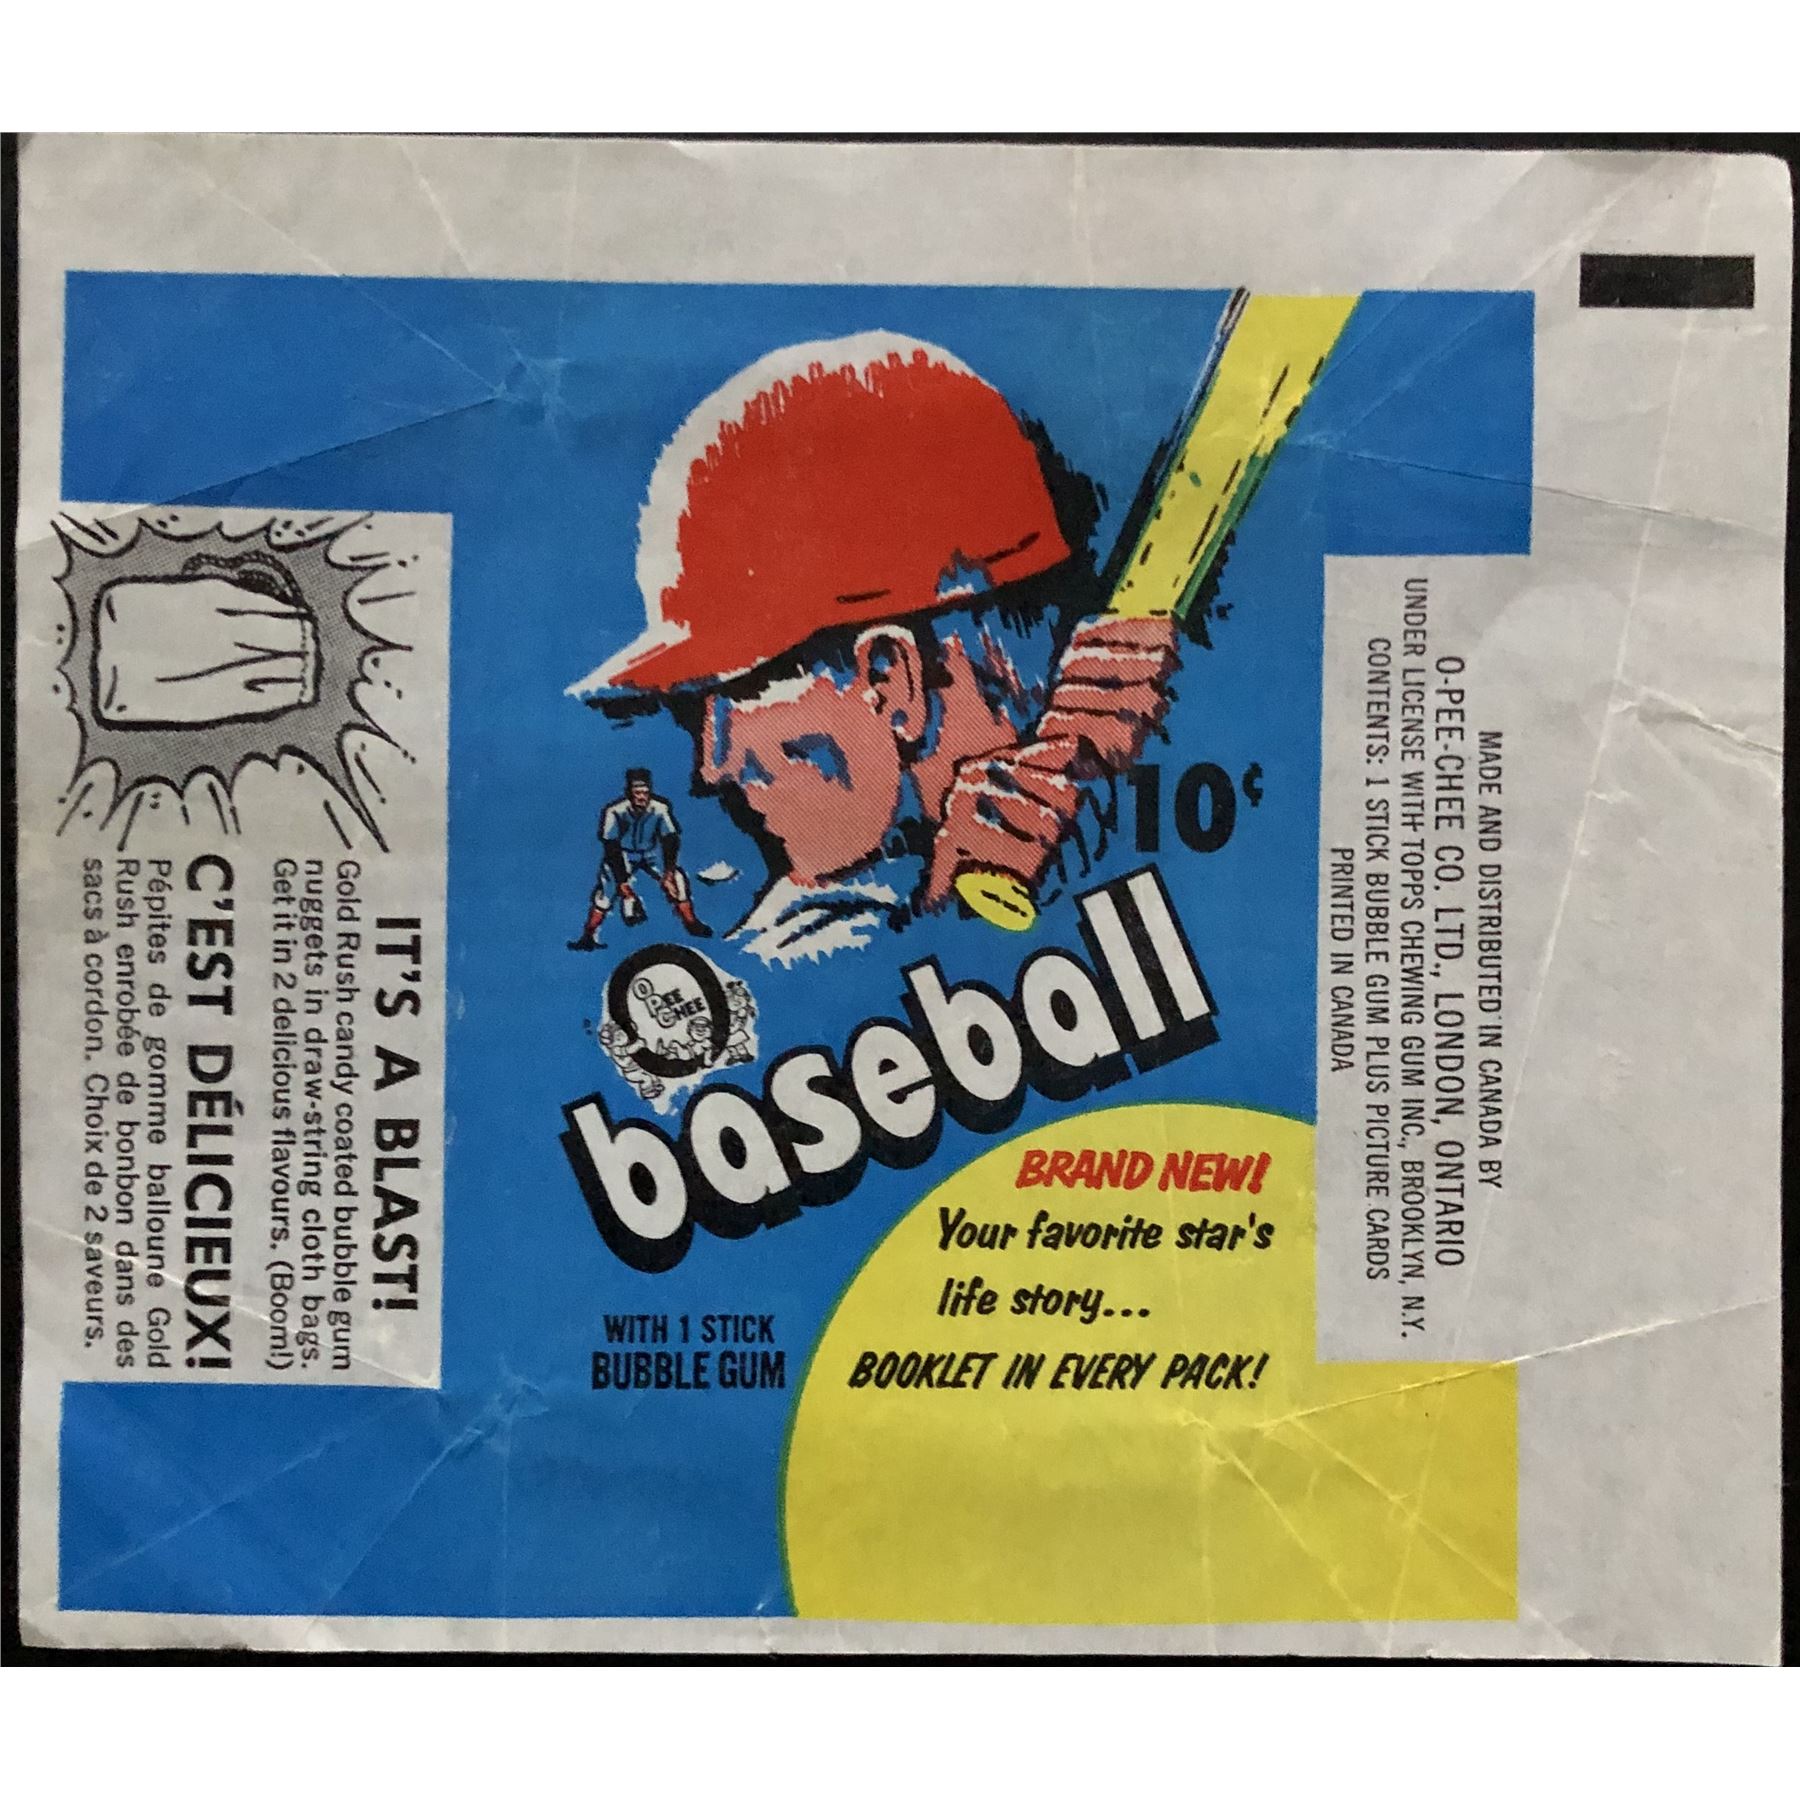 10¢
O
PEE
CHEE
baseball
BRAND NEW!
Your favorite star's
life story...
BOOKLET IN EVERY PACK!
WITH 1 STICK
BUBBLE GUM
MADE AND DISTRIBUTED IN CANADA BY
O-PEE-CHEE CO. LTD., LONDON, ONTARIO
UNDER LICENSE WITH TOPPS CHEWING GUM INC., BROOKLYN, N.Y.
CONTENTS: 1 STICK BUBBLE GUM PLUS PICTURE CARDS
PRINTED IN CANADA
IT'S A BLAST!
Gold Rush candy coated bubble gum
nuggets in draw-string cloth bags.
Get it in 2 delicious flavours. (Boom!)
C'EST DÉLICIEUX!
Pépites de gomme balloune Gold
Rush enrobée de bonbon dans des
sacs à cordon. Choix de 2 saveurs.